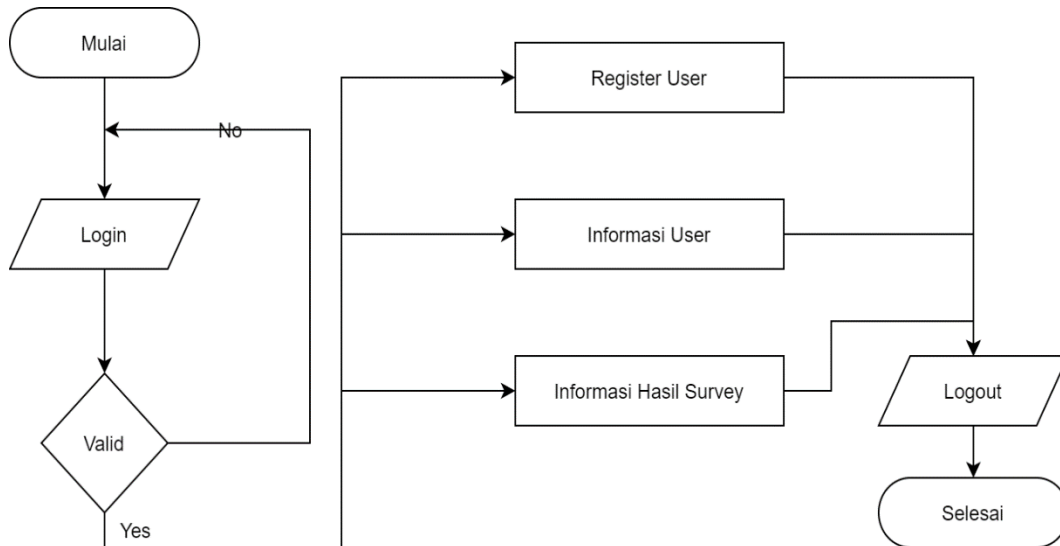 Mulai
No
Login
Valid
Yes
Register User
Informasi User
Informasi Hasil Survey
Logout
Selesai